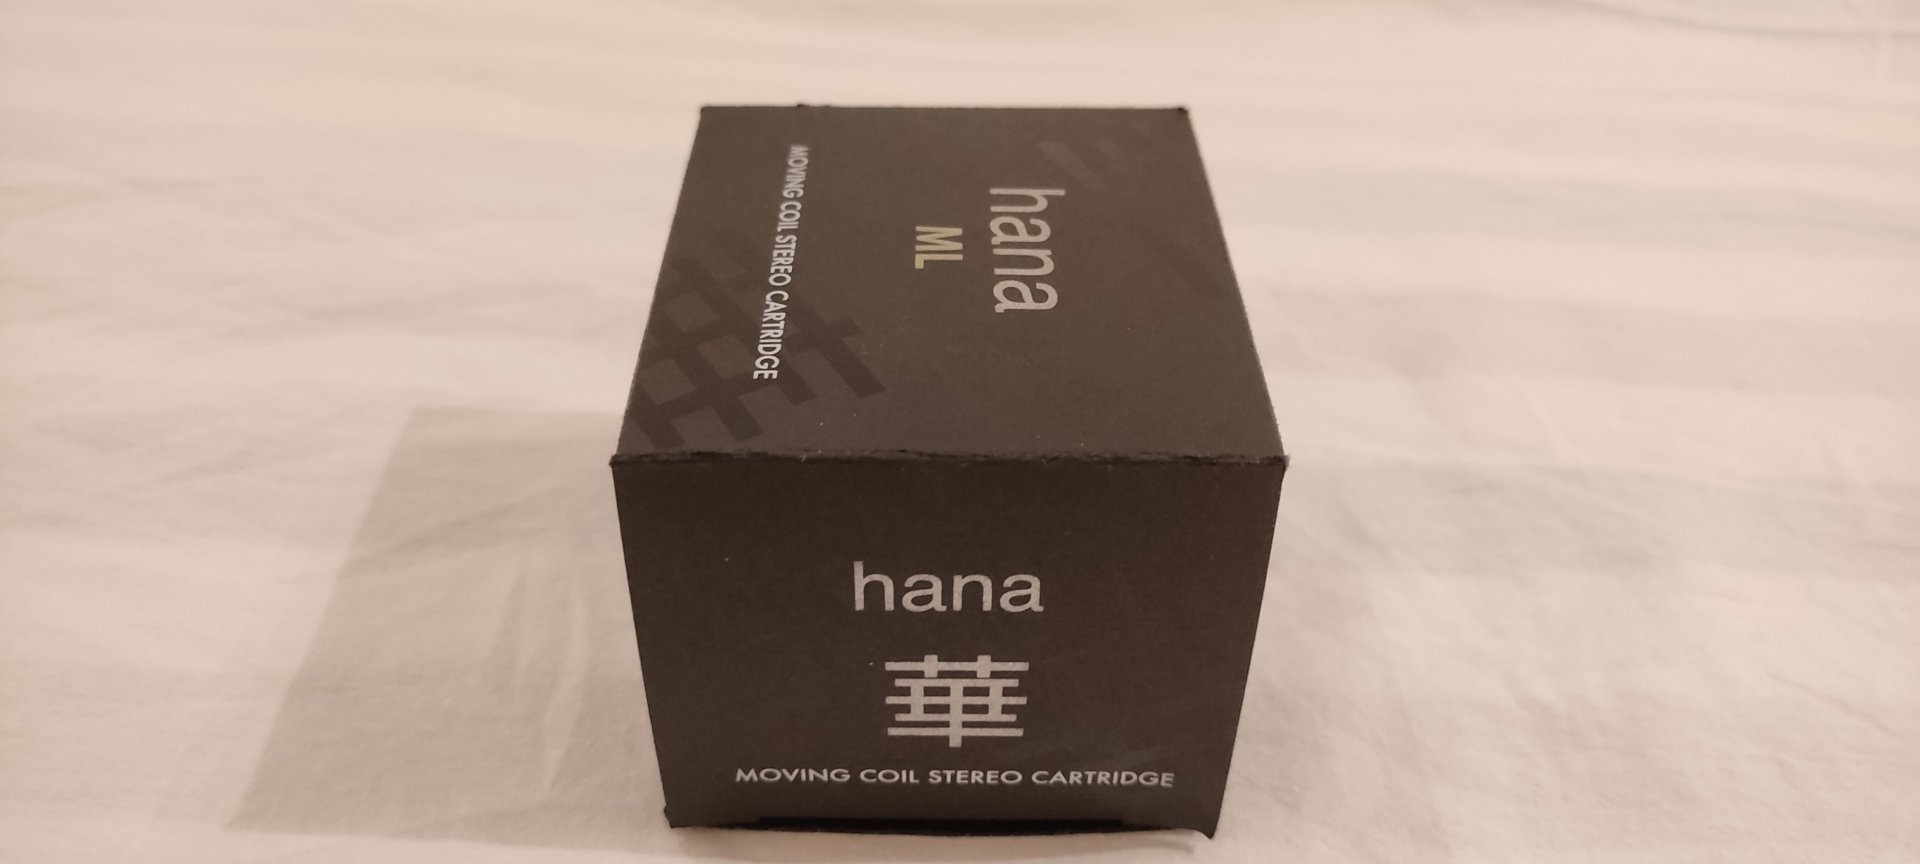 hana
ML
MOVING COIL STEREO CARTRIDGE
hana
華
MOVING COIL STEREO CARTRIDGE